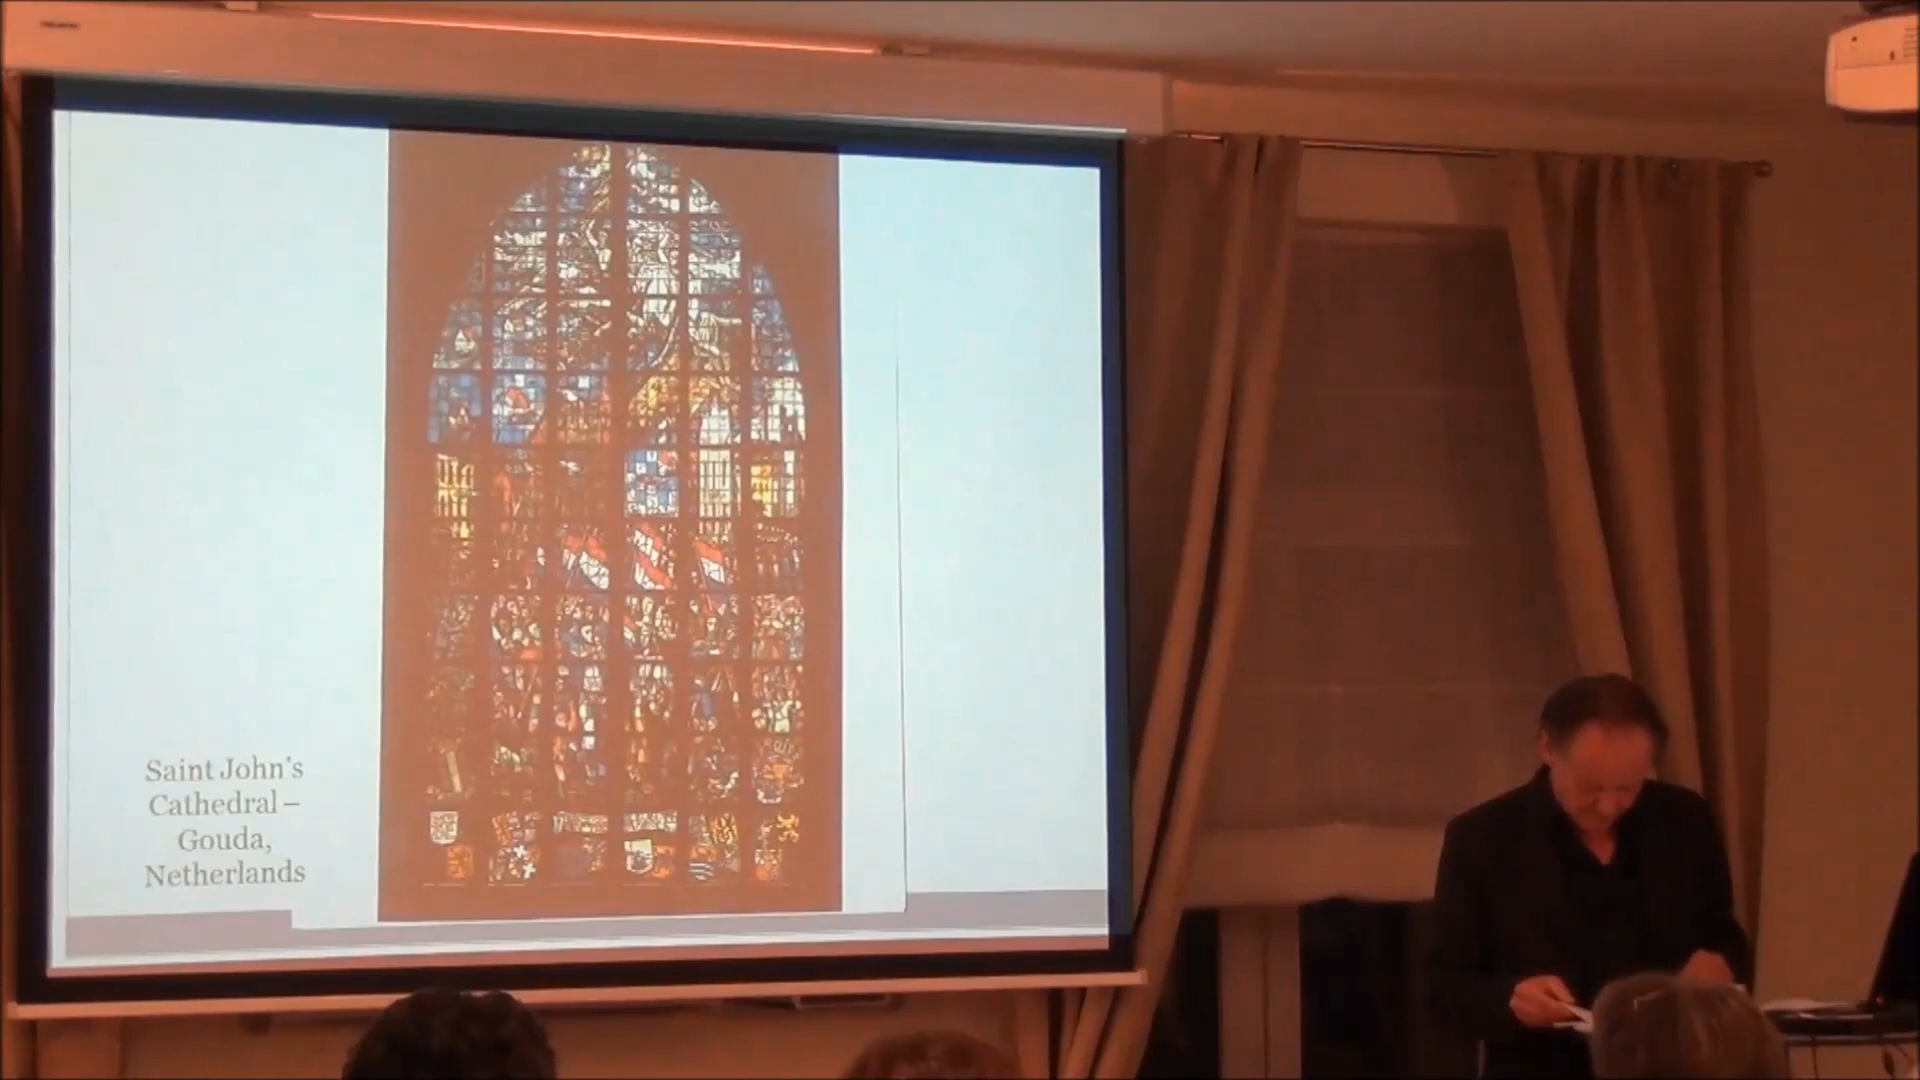 Saint John's
Cathedral –
Gouda,
Netherlands